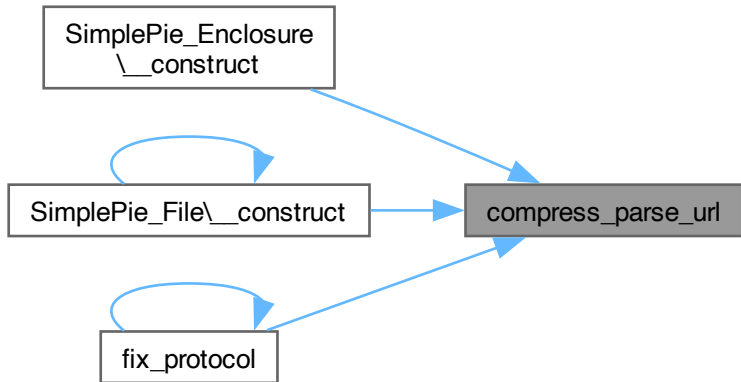 SimplePie_Enclosure
\__construct
SimplePie_File\__construct
compress_parse_url
fix_protocol